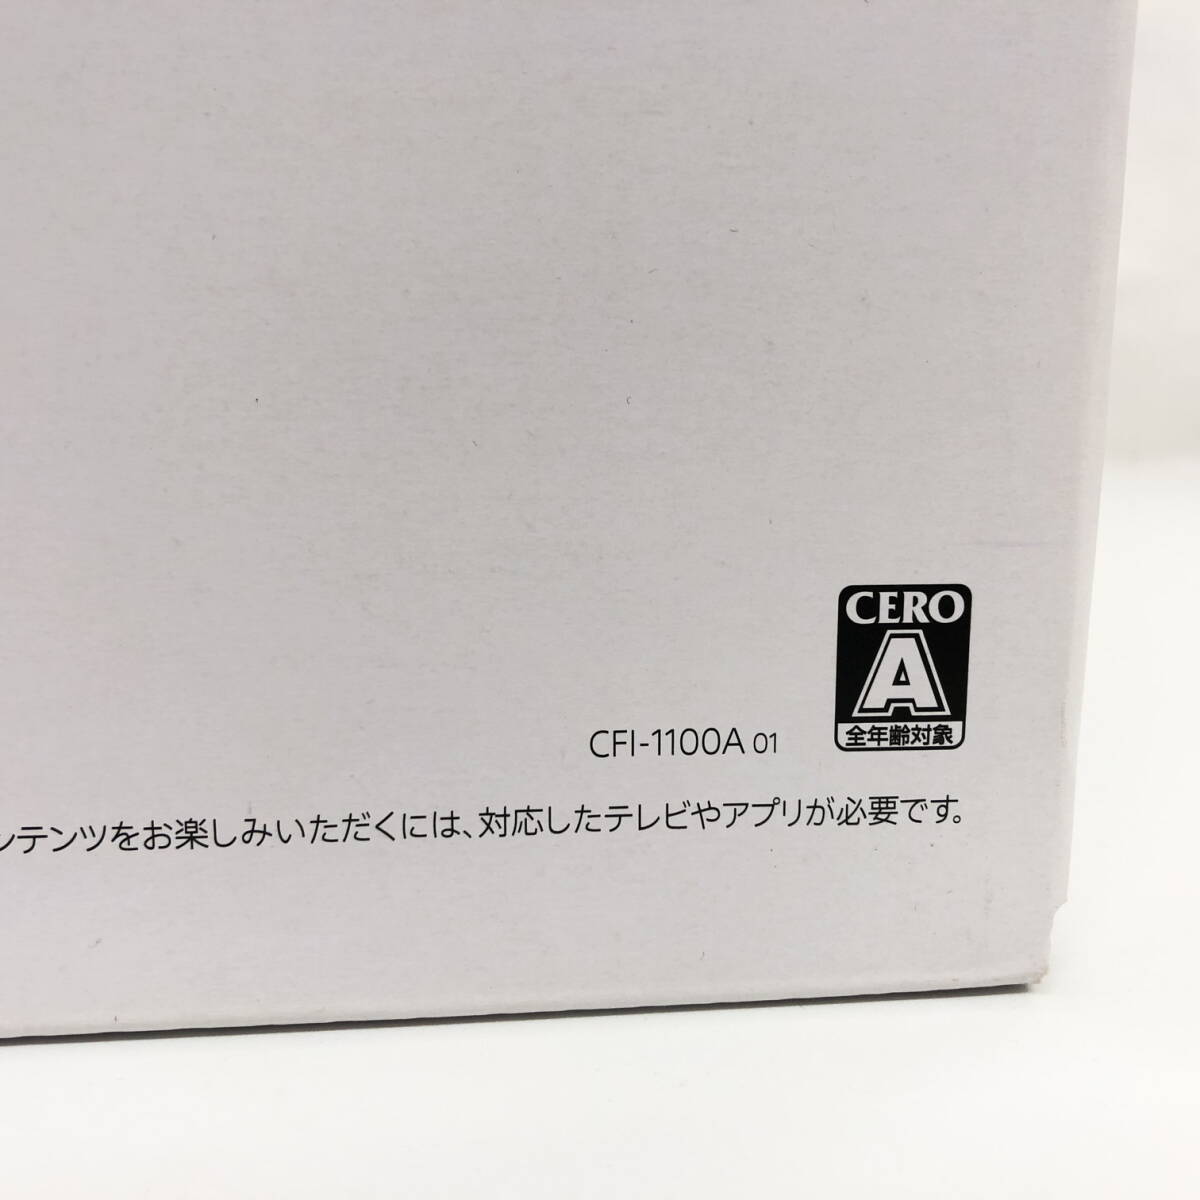 CERO
A
全年齢対象
CFI-1100A 01
ンテンツをお楽しみいただくには、対応したテレビやアプリが必要です。